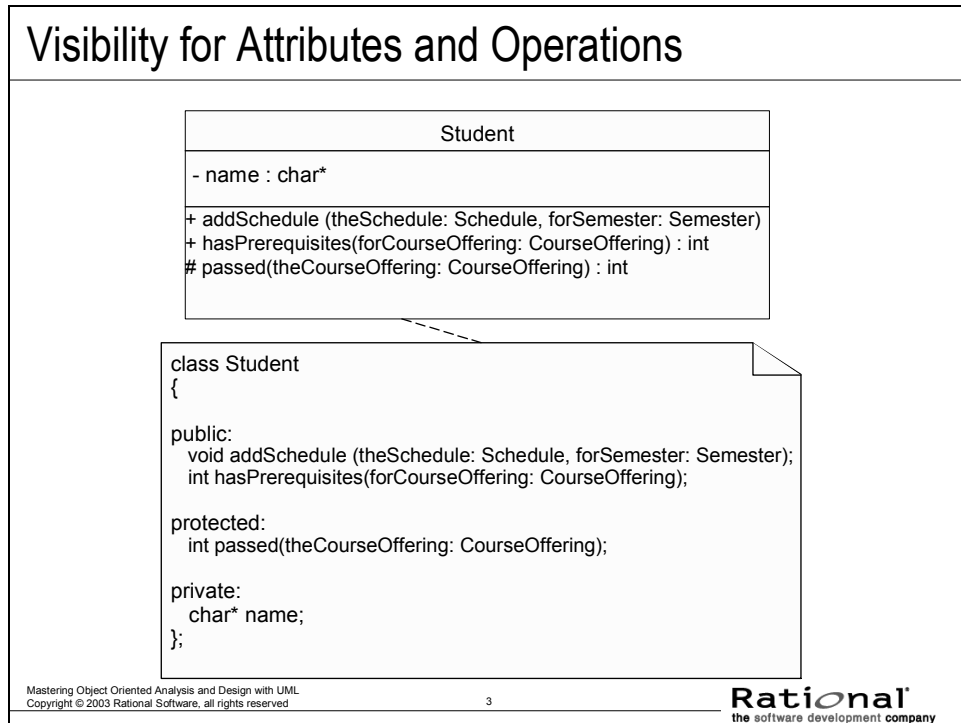 Visibility for Attributes and Operations
Student
- name : char*
+ addSchedule (theSchedule: Schedule, forSemester: Semester)
+ hasPrerequisites(forCourseOffering: CourseOffering) : int
# passed(theCourseOffering: CourseOffering) : int
class Student
{
public:
void addSchedule (theSchedule: Schedule, forSemester: Semester);
int hasPrerequisites(forCourseOffering: CourseOffering);
protected:
int passed(theCourseOffering: CourseOffering);
private:
char* name;
};
Mastering Object Oriented Analysis and Design with UML
Copyright © 2003 Rational Software, all rights reserved
3
Rational
the software development company